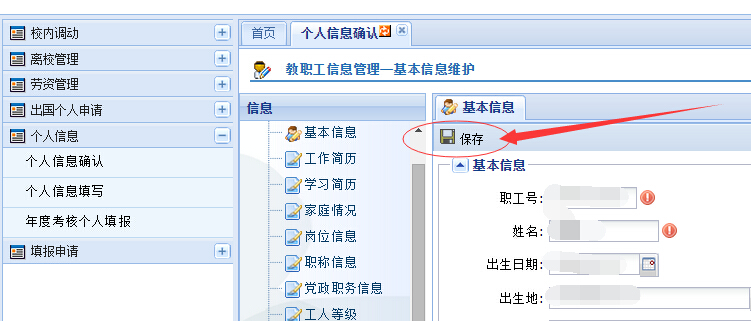 校内调动
离校管理
劳资管理
出国个人申请
个人信息
个人信息确认
个人信息填写
年度考核个人填报
填报申请
首页
个人信息确认
教职工信息管理—基本信息维护
信息
基本信息
工作简历
学习简历
家庭情况
岗位信息
职称信息
党政职务信息
工人等级
基本信息
保存
基本信息
职工号:
姓名:
出生日期:
出生地: